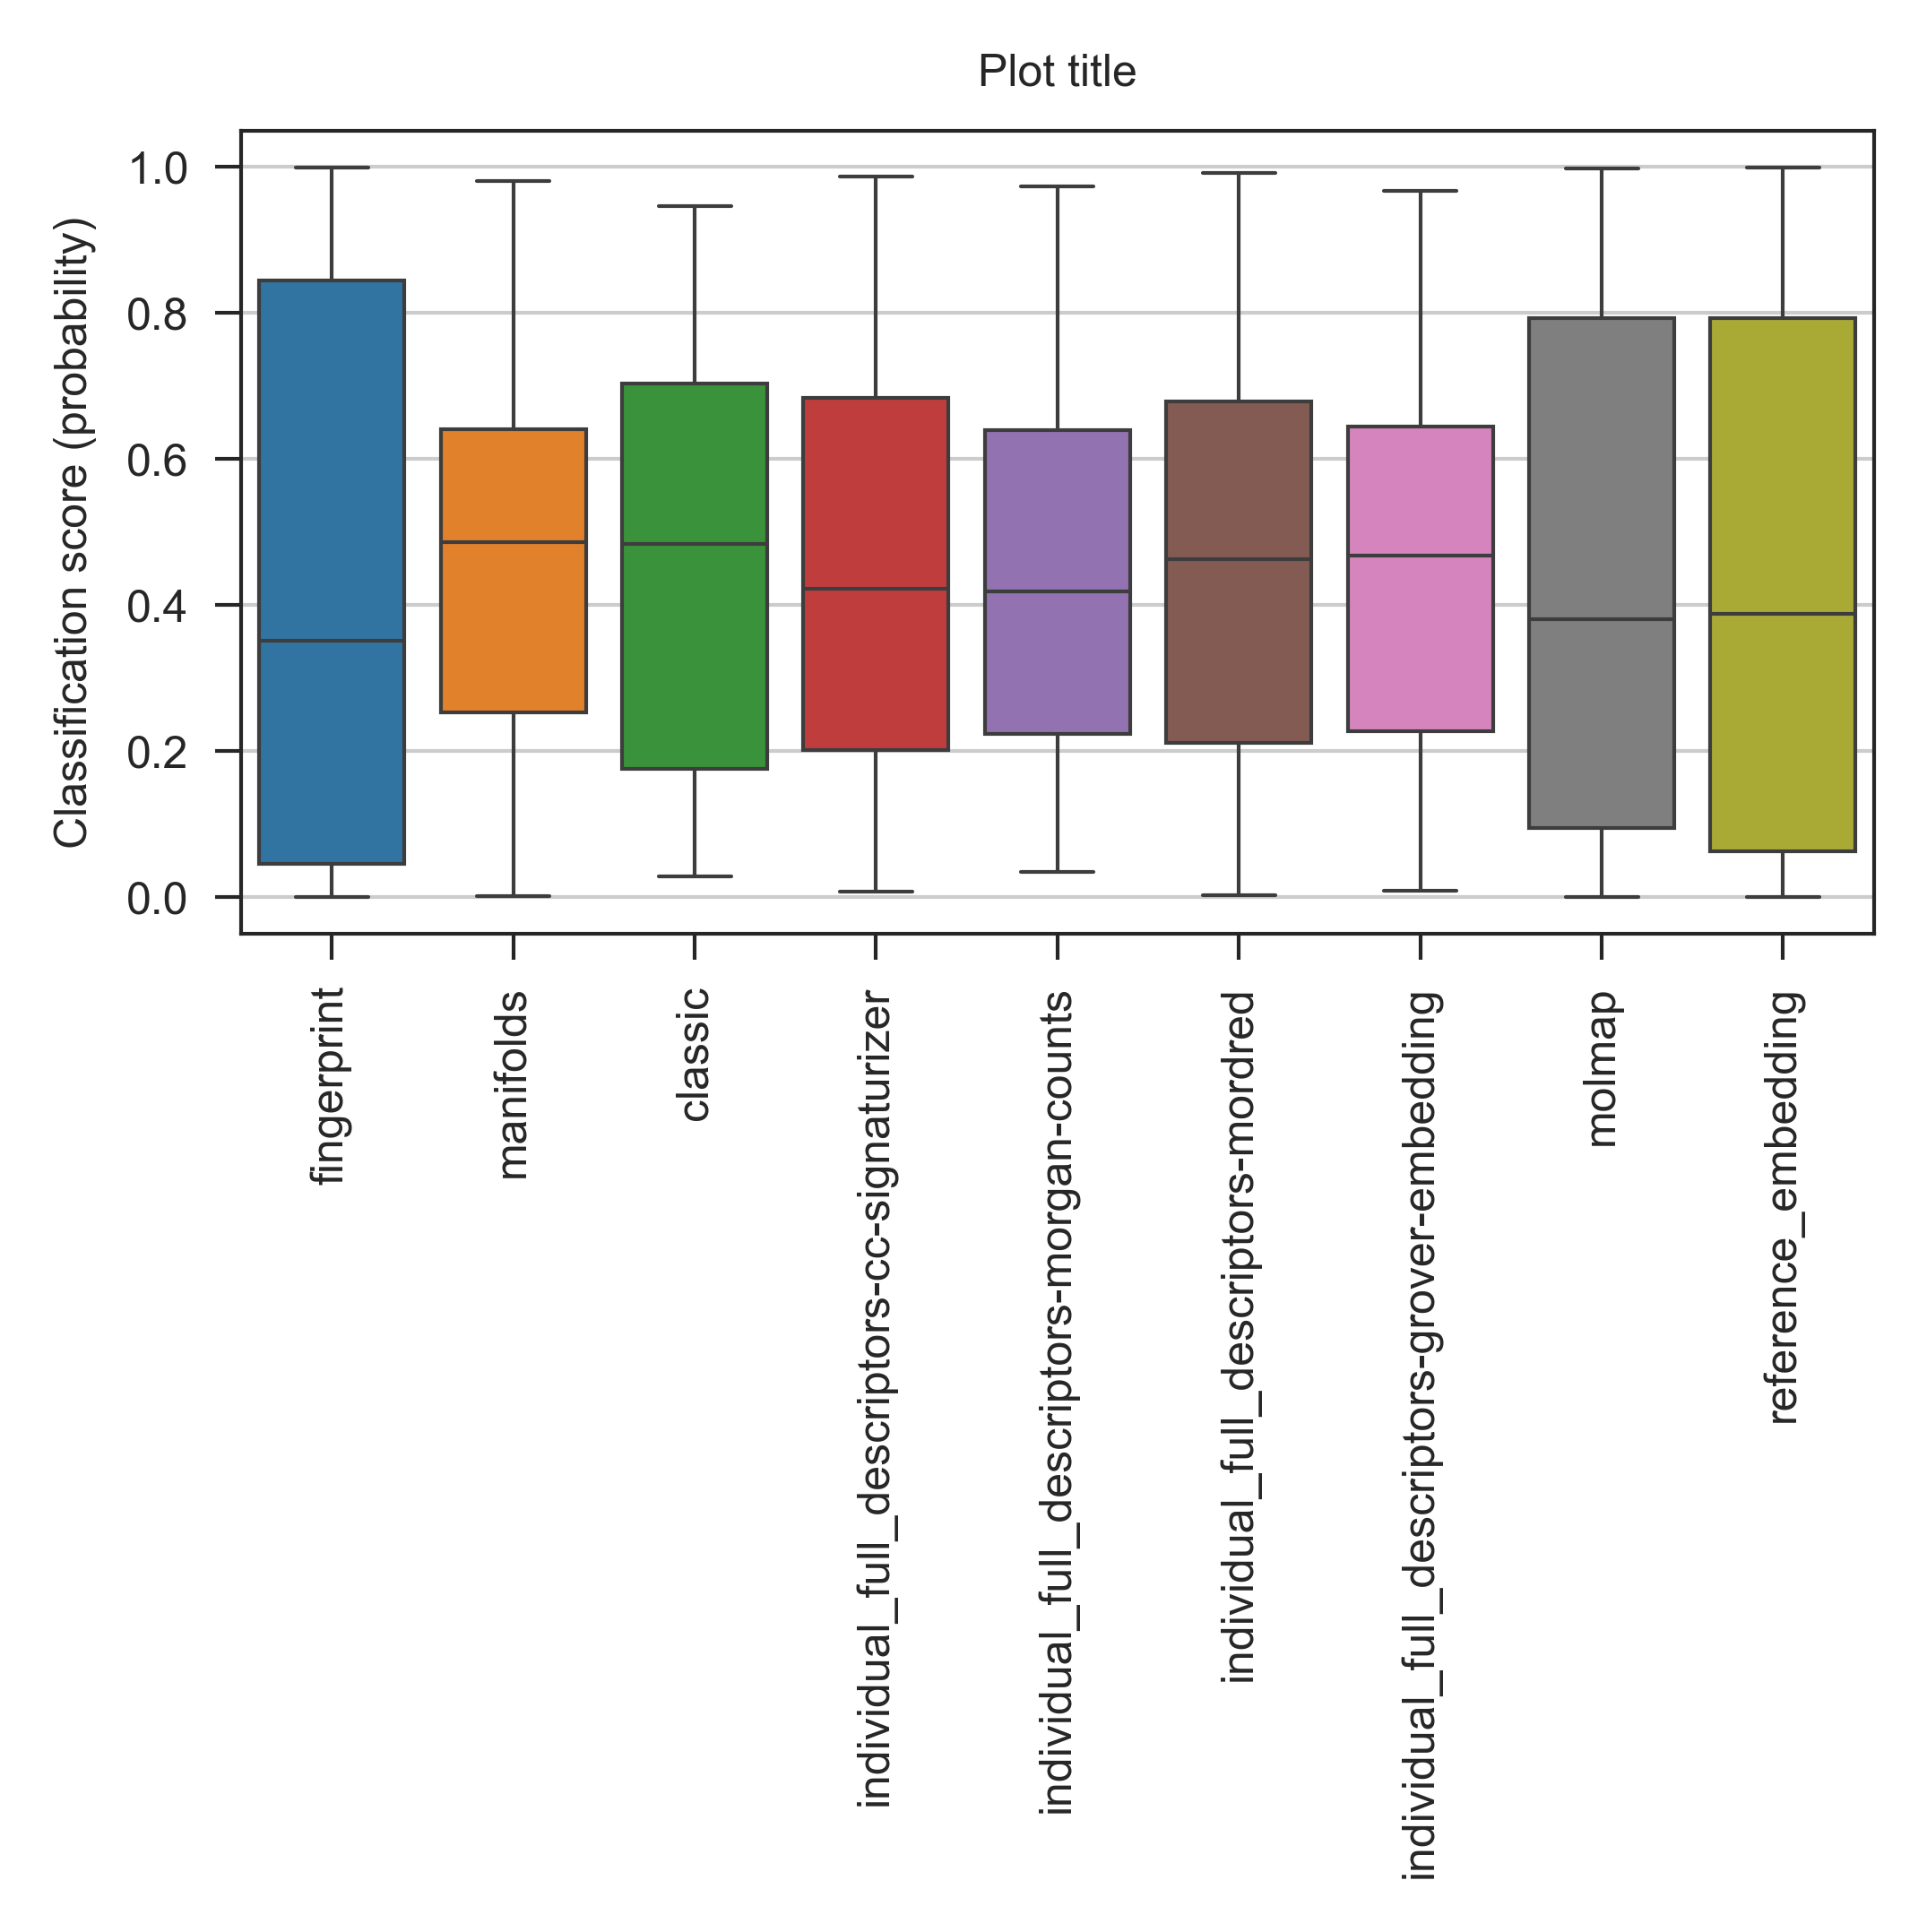 Plot title
Classification score (probability)
1.0
0.8
0.6
0.4
0.2
0.0
fingerprint
manifolds
classic
individual_full_descriptors-cc-signaturizer
individual_full_descriptors-morgan-counts
individual_full_descriptors-mordred
individual_full_descriptors-grover-embedding
molmap
reference_embedding